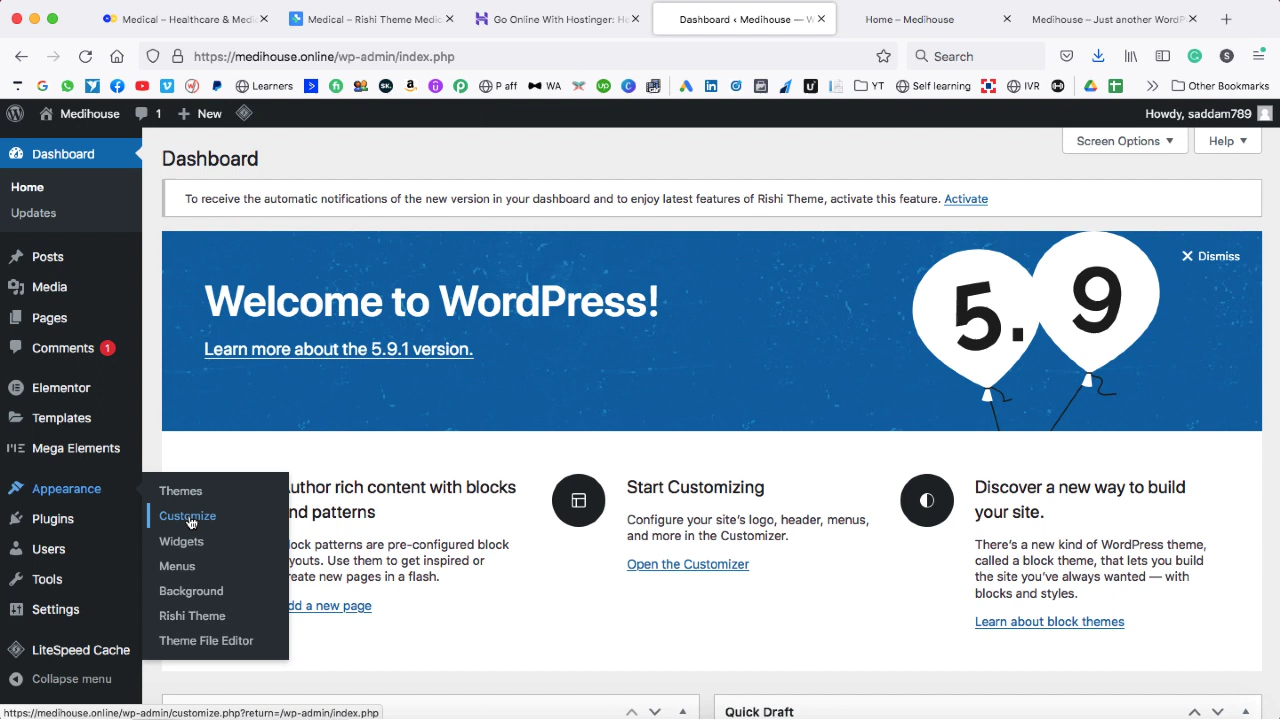 Medical – Healthcare & Medic
Medical – Rishi Theme Medic
Go Online With Hostinger: Ho
Dashboard ‹ Medihouse — W
Home – Medihouse
Medihouse – Just another WordP
https://medihouse.online/wp-admin/index.php
Search
Learners
P aff
WA
YT
Self learning
IVR
Other Bookmarks
Medihouse
1
New
Howdy, saddam789
Dashboard
Home
Updates
Posts
Media
Pages
Comments 1
Elementor
Templates
Mega Elements
Appearance
Plugins
Users
Tools
Settings
LiteSpeed Cache
Collapse menu
Themes
Customize
Widgets
Menus
Background
Rishi Theme
Theme File Editor
Screen Options
Help
Dashboard
To receive the automatic notifications of the new version in your dashboard and to enjoy latest features of Rishi Theme, activate this feature. Activate
Dismiss
Welcome to WordPress!
Learn more about the 5.9.1 version.
5.9
uthor rich content with blocks
nd patterns
lock patterns are pre-configured block
youts. Use them to get inspired or
reate new pages in a flash.
dd a new page
Start Customizing
Configure your site's logo, header, menus,
and more in the Customizer.
Open the Customizer
Discover a new way to build
your site.
There's a new kind of WordPress theme,
called a block theme, that lets you build
the site you've always wanted — with
blocks and styles.
Learn about block themes
Quick Draft
https://medihouse.online/wp-admin/customize.php?return=/wp-admin/index.php